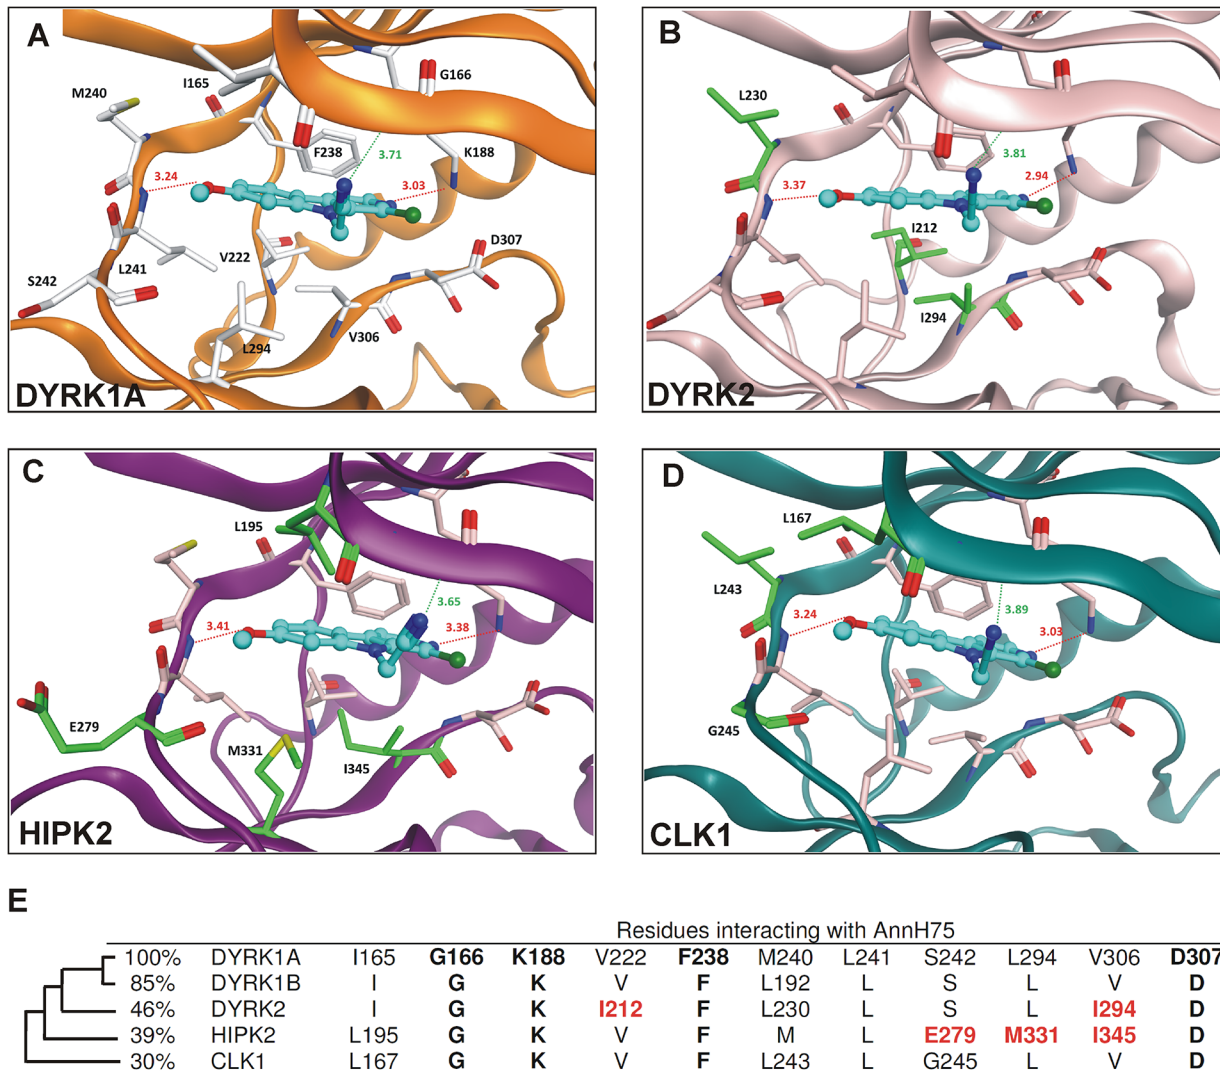 A
I165
G166
M240
F238
3.71
K188
3.24
3.03
D307
V222
L241
S242
V306
L294
DYRK1A
B
L230
3.81
2.94
3.37
I212
I294
DYRK2
C
L195
3.65
3.41
3.38
E279
M331
I345
HIPK2
D
L167
L243
3.89
3.24
3.03
G245
CLK1
E
Residues interacting with AnnH75
100% DYRK1A I165 G166 K188 V222 F238 M240 L241 S242 L294 V306 D307
85% DYRK1B I G K V F L192 L S L V D
46% DYRK2 I G K I212 F L230 L S L I294 D
39% HIPK2 L195 G K V F M L E279 M331 I345 D
30% CLK1 L167 G K V F L243 L G245 L V D